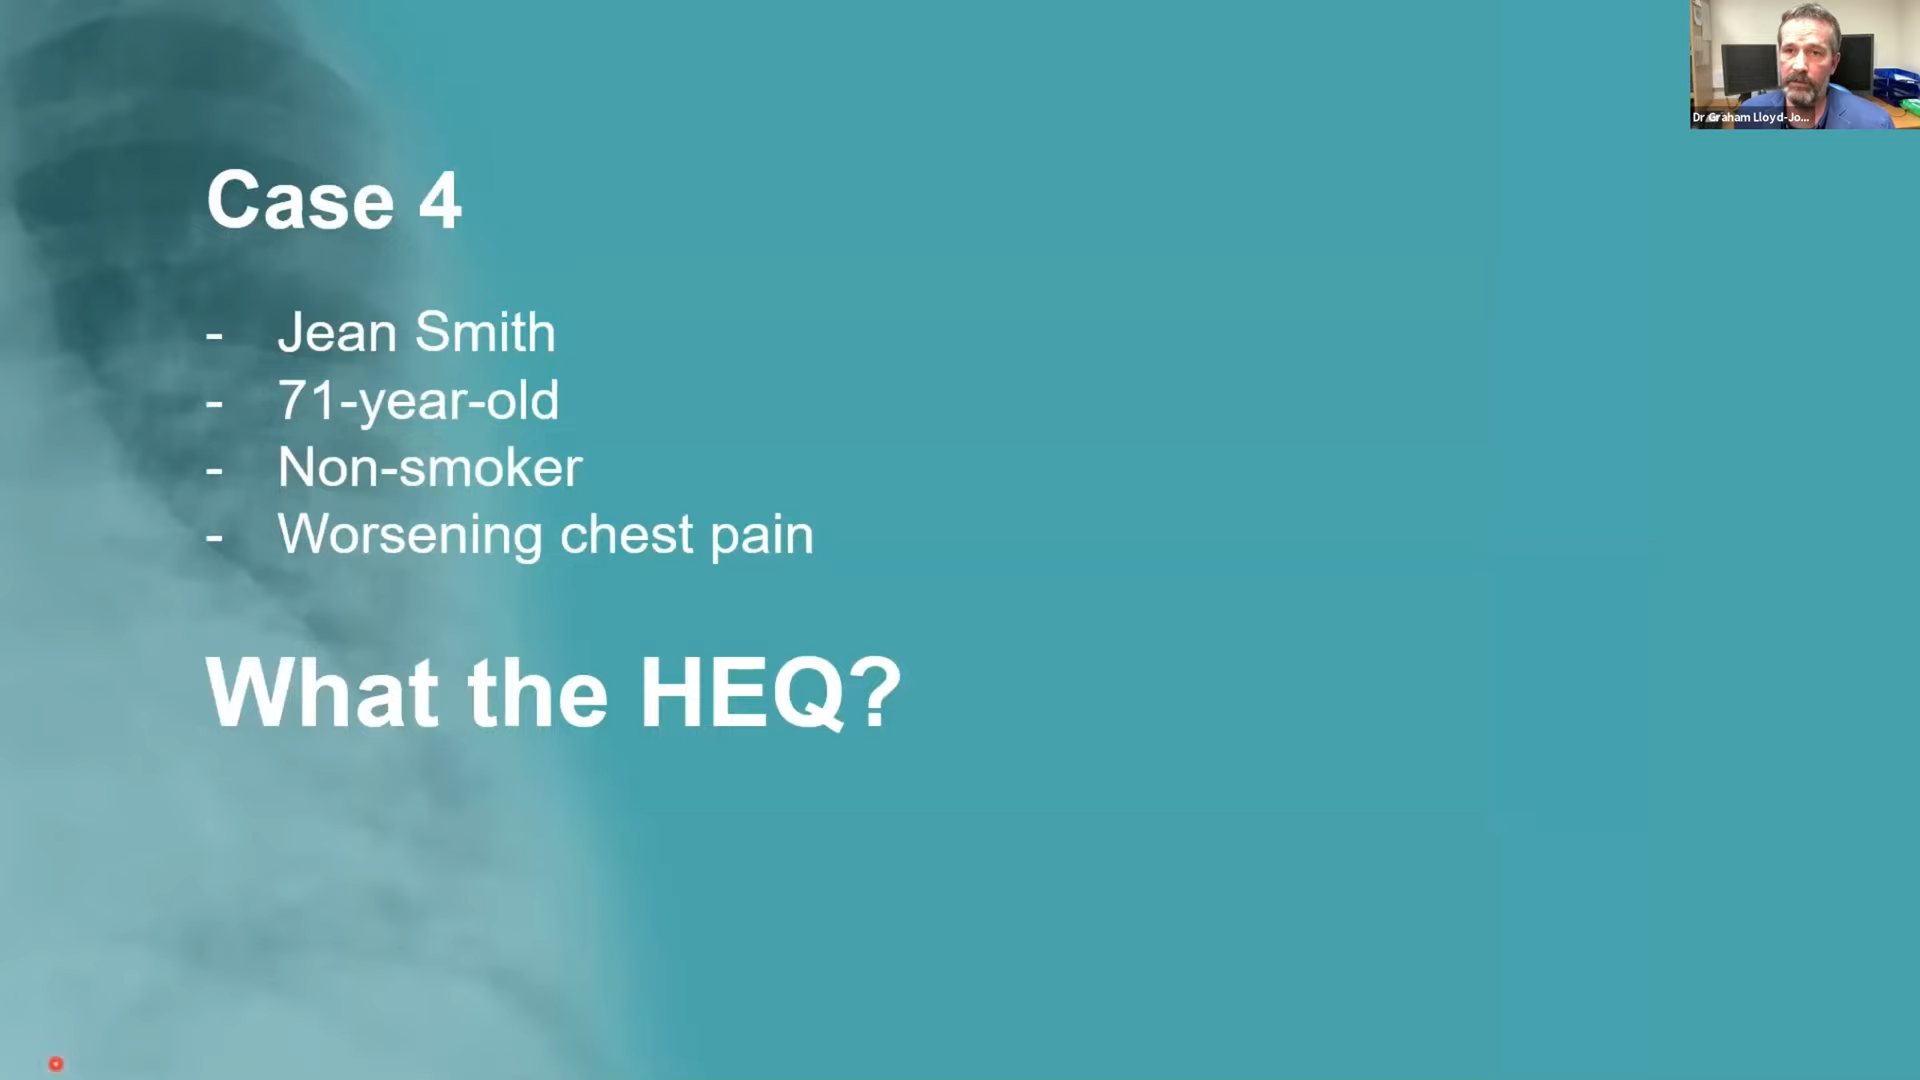 Case 4
- Jean Smith
- 71-year-old
- Non-smoker
- Worsening chest pain
What the HEQ?
Dr Graham Lloyd-Jo...